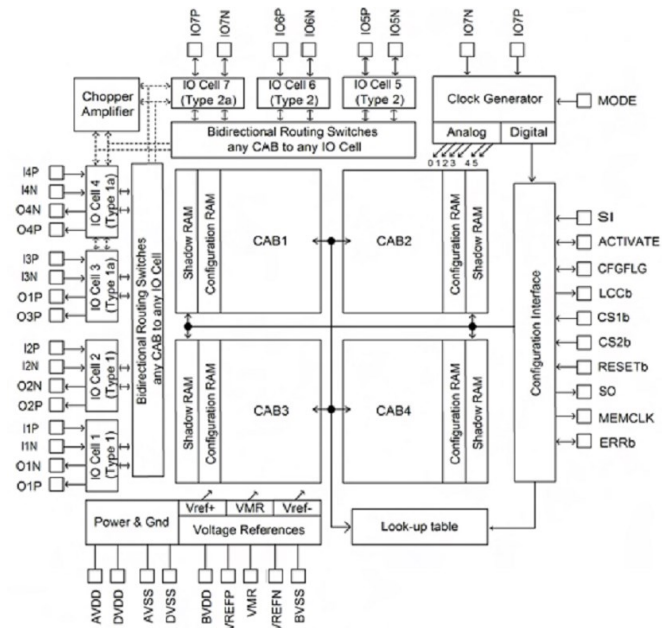 IO7P
IO7N
IO6P
IO6N
IO5P
IO5N
IO7N
IO7P
Chopper
Amplifier
IO Cell 7
(Type 2a)
IO Cell 6
(Type 2)
IO Cell 5
(Type 2)
Clock Generator
Analog
Digital
MODE
Bidirectional Routing Switches
any CAB to any IO Cell
0 1 2 3 4 5
I4P
I4N
O4N
O4P
IO Cell 4
(Type 1a)
I3P
I3N
O1P
O3P
IO Cell 3
(Type 1a)
I2P
I2N
O2N
O2P
IO Cell 2
(Type 1)
I1P
I1N
O1N
O1P
IO Cell 1
(Type 1)
Bidirectional Routing Switches
any CAB to any IO Cell
Shadow RAM
Configuration RAM
CAB1
CAB2
Configuration RAM
Shadow RAM
Shadow RAM
Configuration RAM
CAB3
CAB4
Configuration RAM
Shadow RAM
Configuration Interface
SI
ACTIVATE
CFGFLG
LCCb
CS1b
CS2b
RESETb
SO
MEMCLK
ERRb
Power & Gnd
Vref+
VMR
Vref-
Voltage References
Look-up table
AVDD
DVDD
AVSS
DVSS
BVDD
VREFP
VMR
VREFN
BVSS